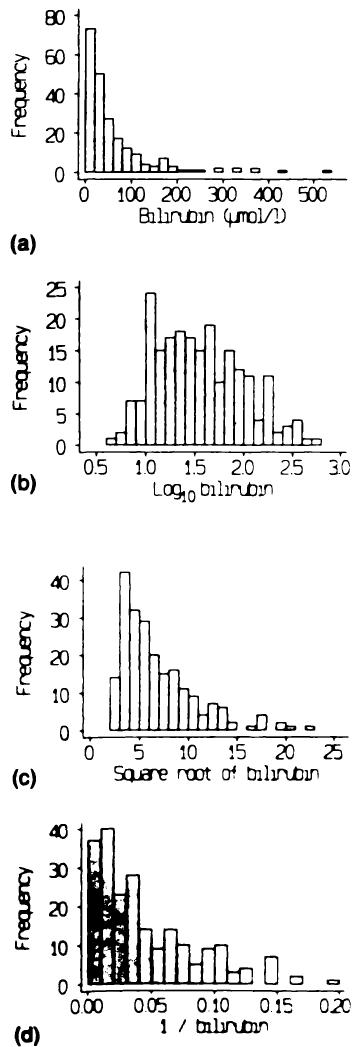 80
60
40
20
0
Frequency
0 100 200 300 400 500
Bilirubin (μmol/l)
(a)
25
20
15
10
5
0
Frequency
0.5 1.0 1.5 2.0 2.5 3.0
Log10 bilirubin
(b)
40
30
20
10
0
Frequency
0 5 10 15 20 25
Square root of bilirubin
(c)
40
30
20
10
0
Frequency
0.00 0.05 0.10 0.15 0.20
1 / bilirubin
(d)